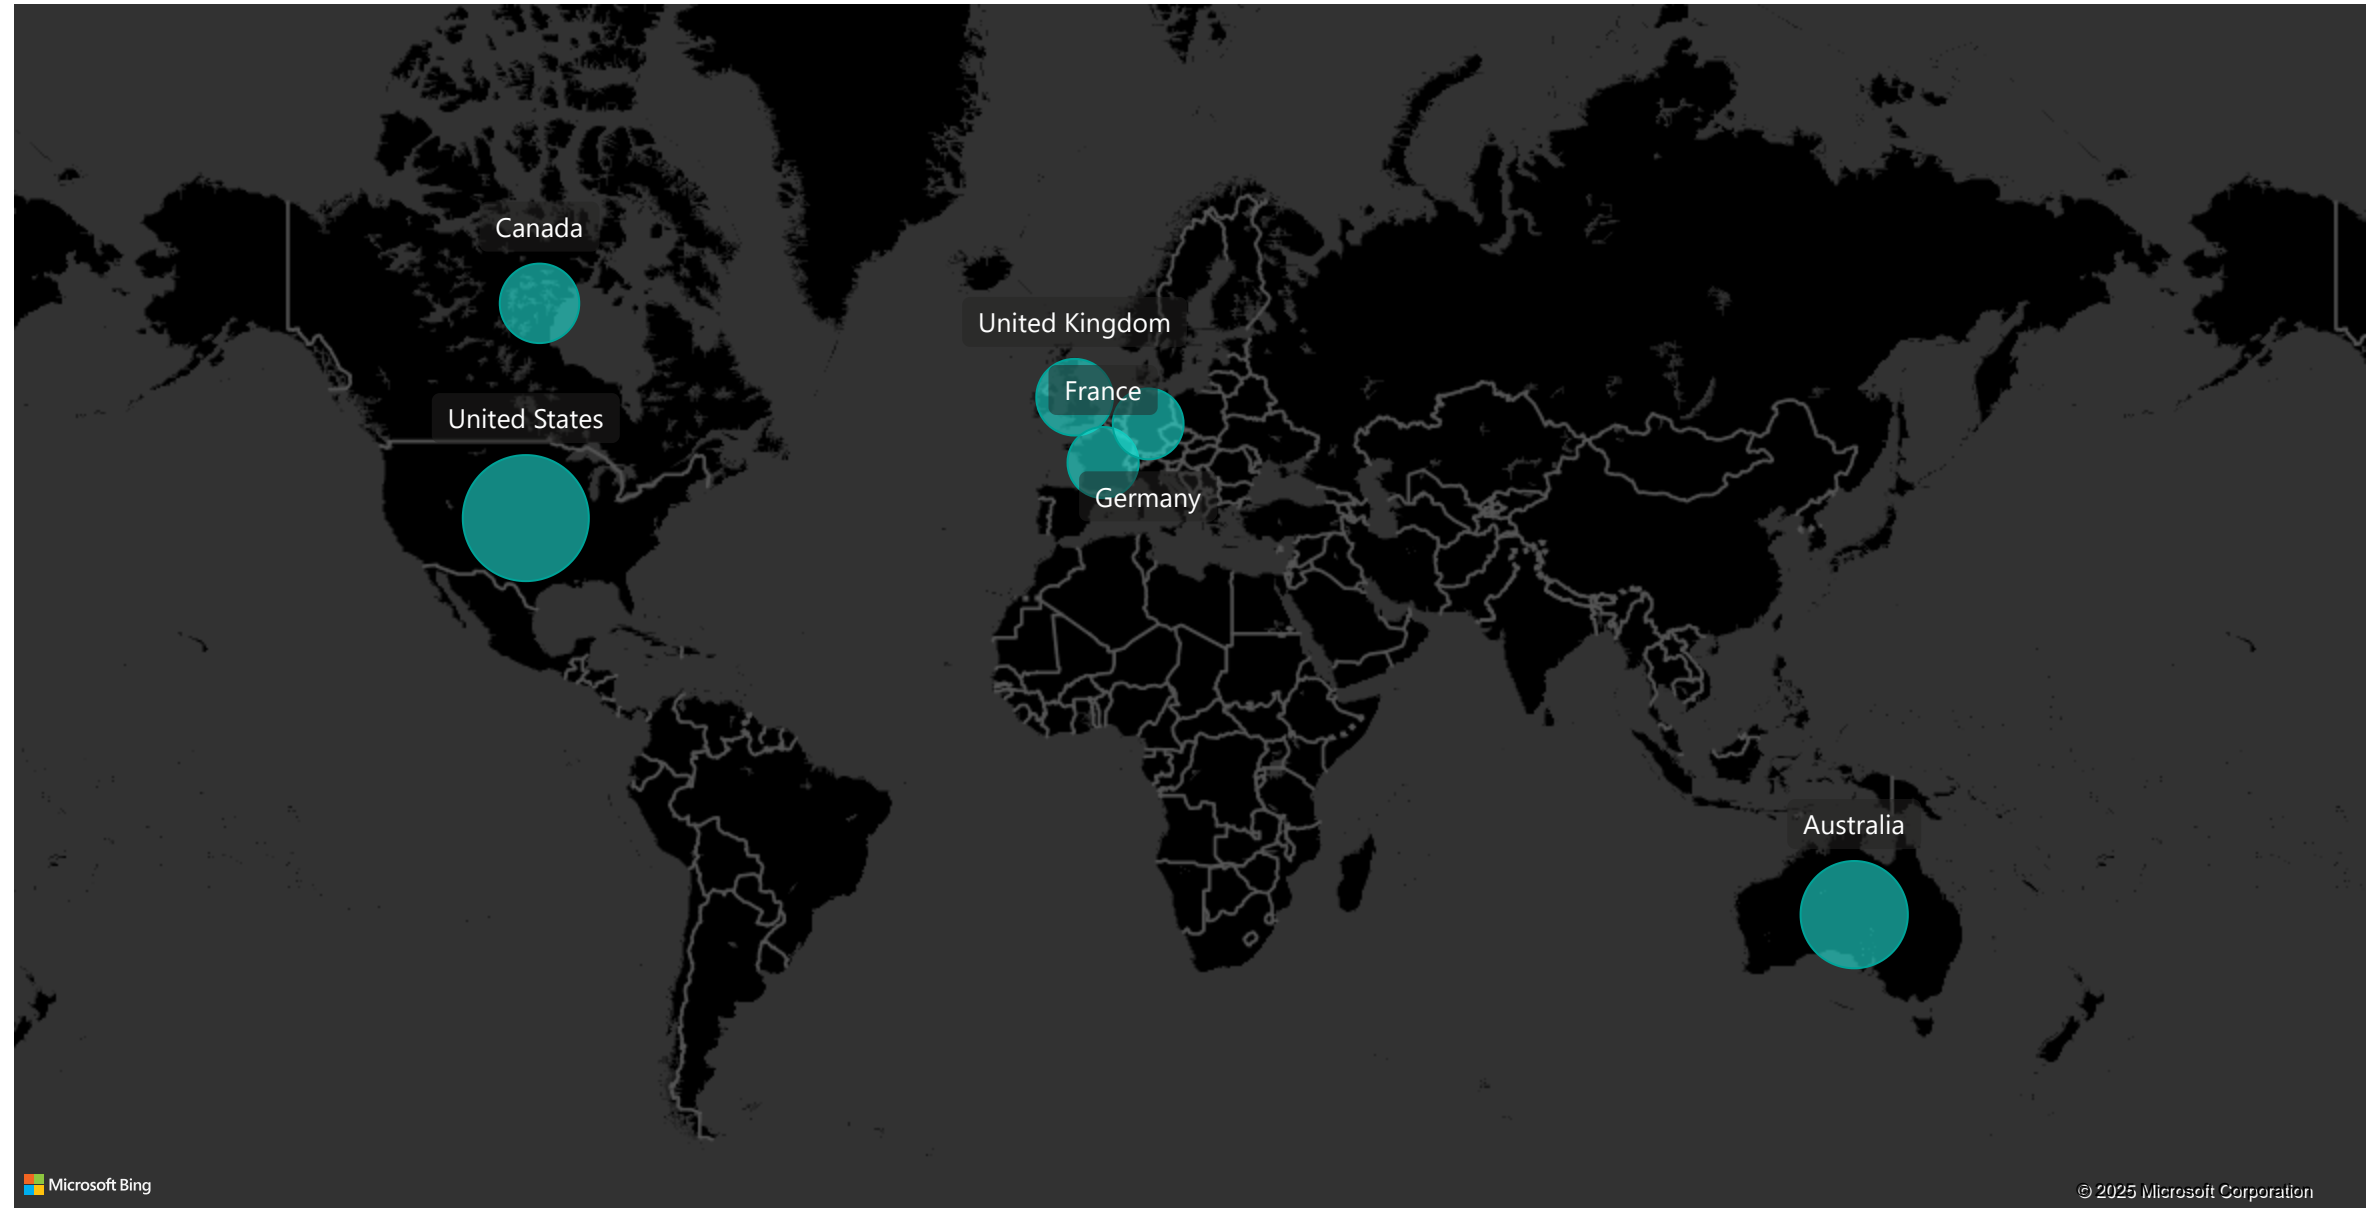 Canada
United Kingdom
France
United States
Germany
Australia
Microsoft Bing
© 2025 Microsoft Corporation